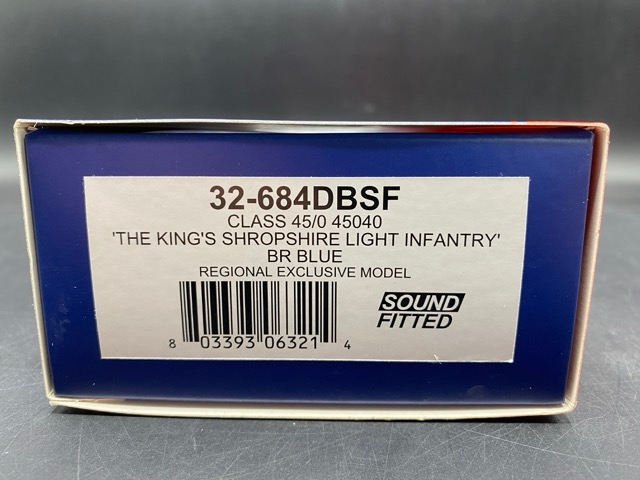 32-684DBSF
CLASS 45/0 45040
'THE KING'S SHROPSHIRE LIGHT INFANTRY'
BR BLUE
REGIONAL EXCLUSIVE MODEL
SOUND
FITTED
8 03393 06321 4